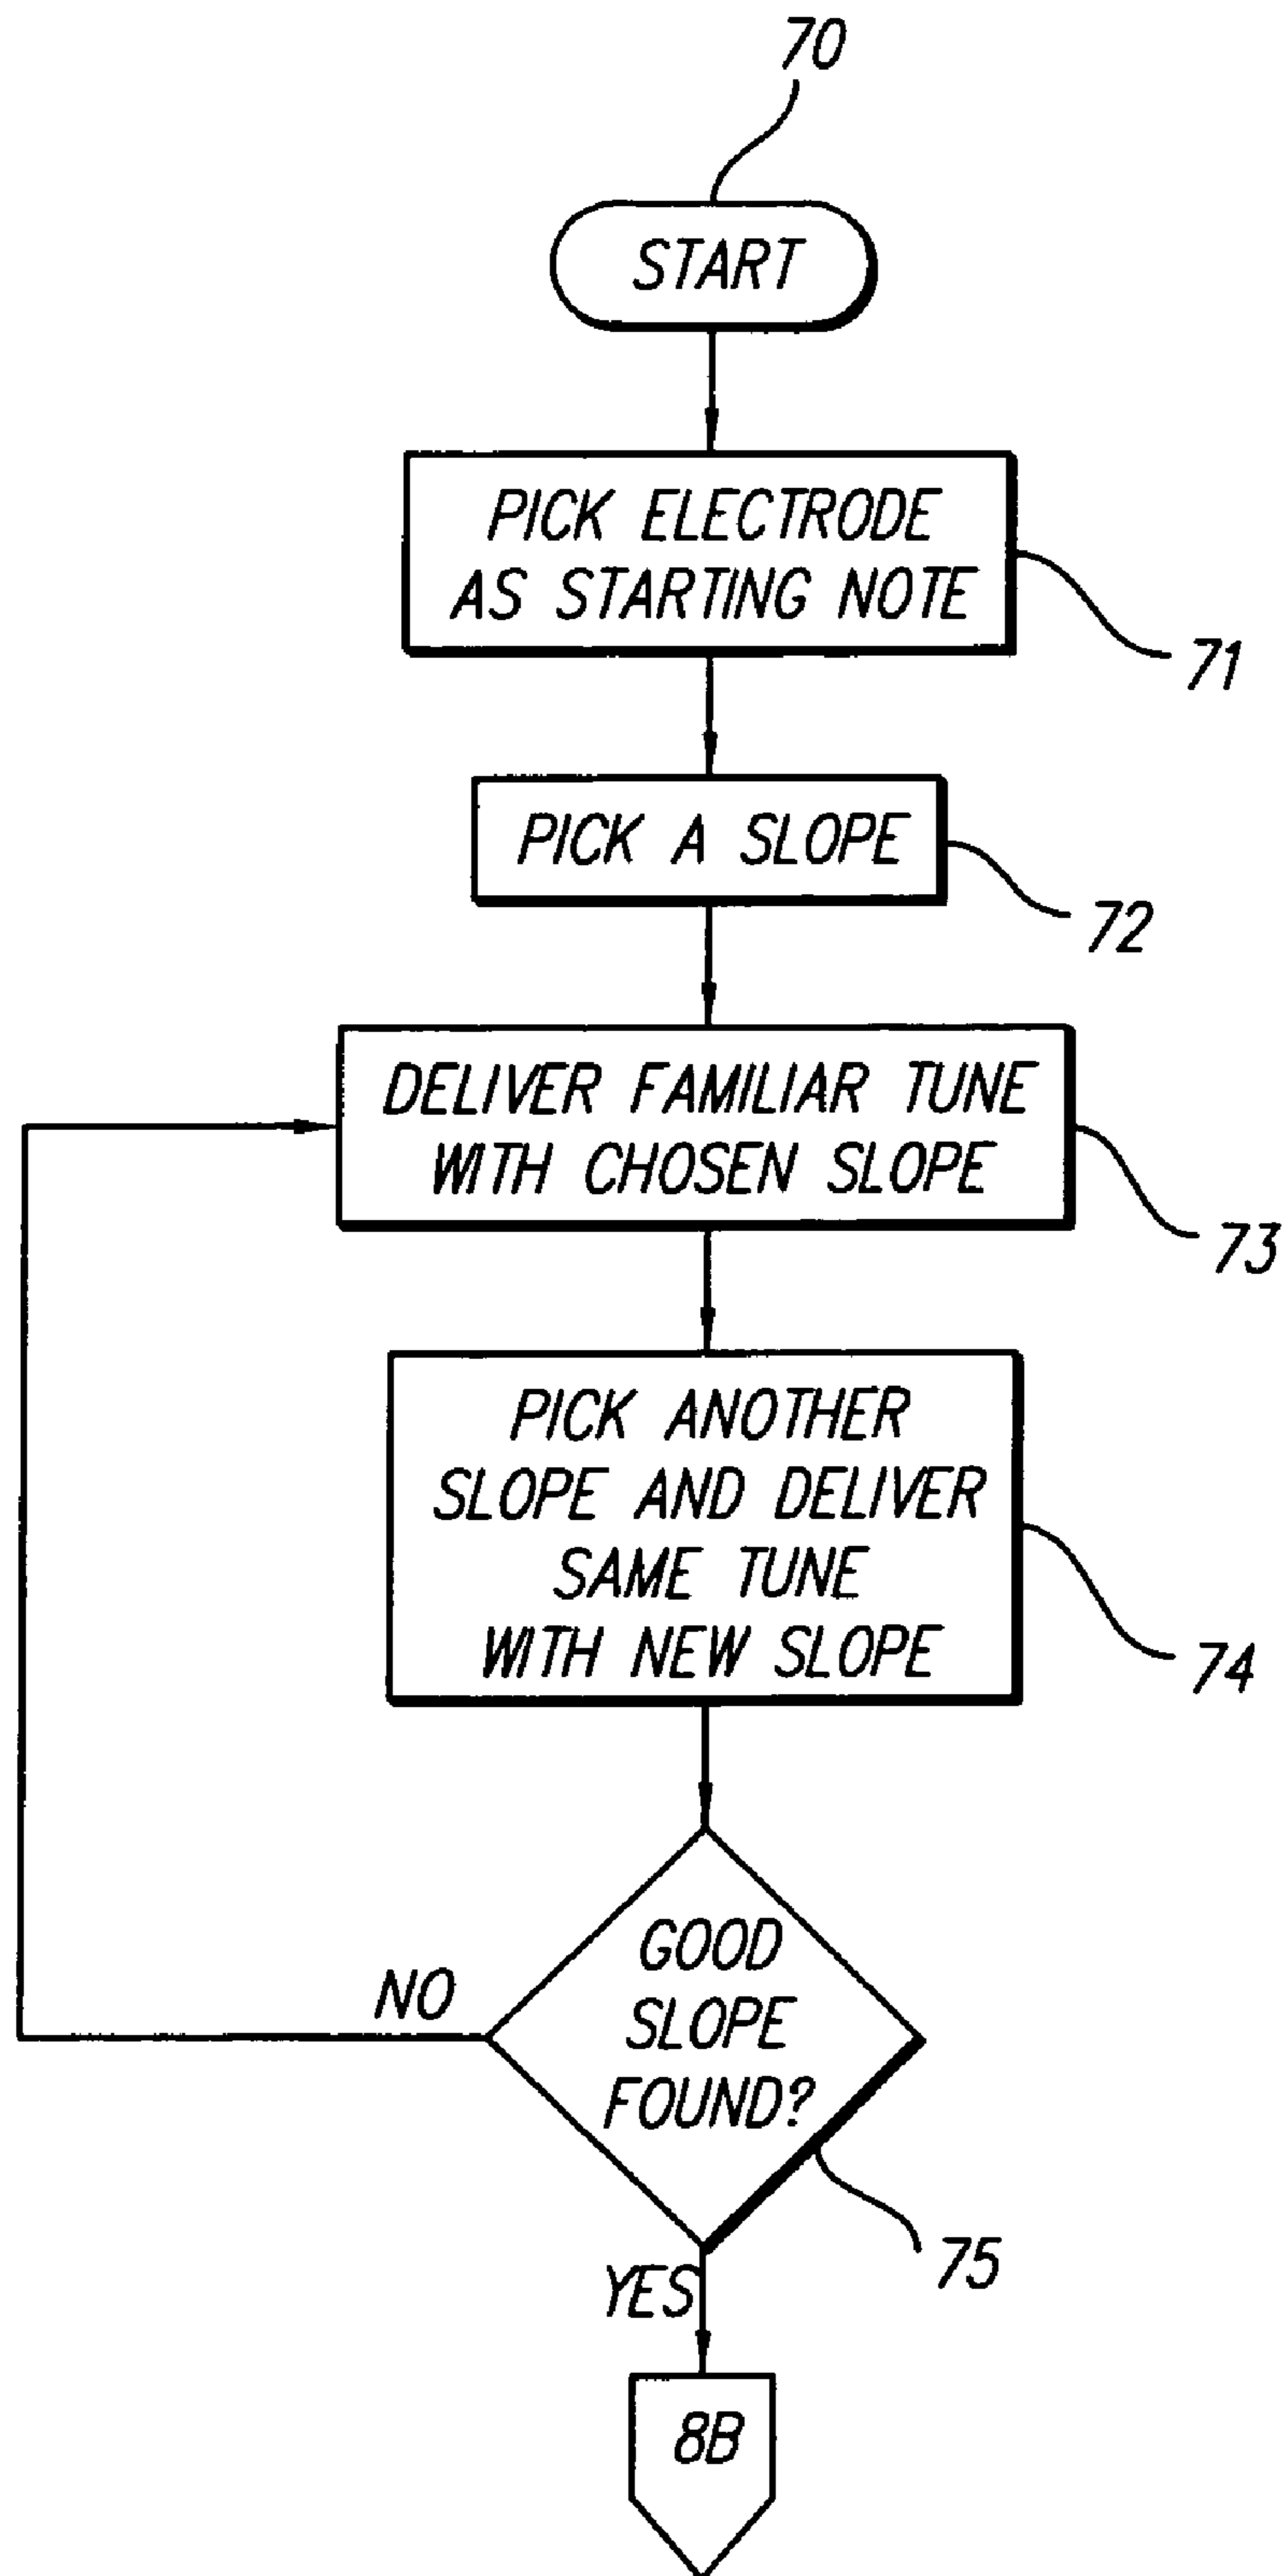 70
START
PICK ELECTRODE
AS STARTING NOTE
71
PICK A SLOPE
72
DELIVER FAMILIAR TUNE
WITH CHOSEN SLOPE
73
PICK ANOTHER
SLOPE AND DELIVER
SAME TUNE
WITH NEW SLOPE
74
GOOD
SLOPE
FOUND?
NO
75
YES
8B